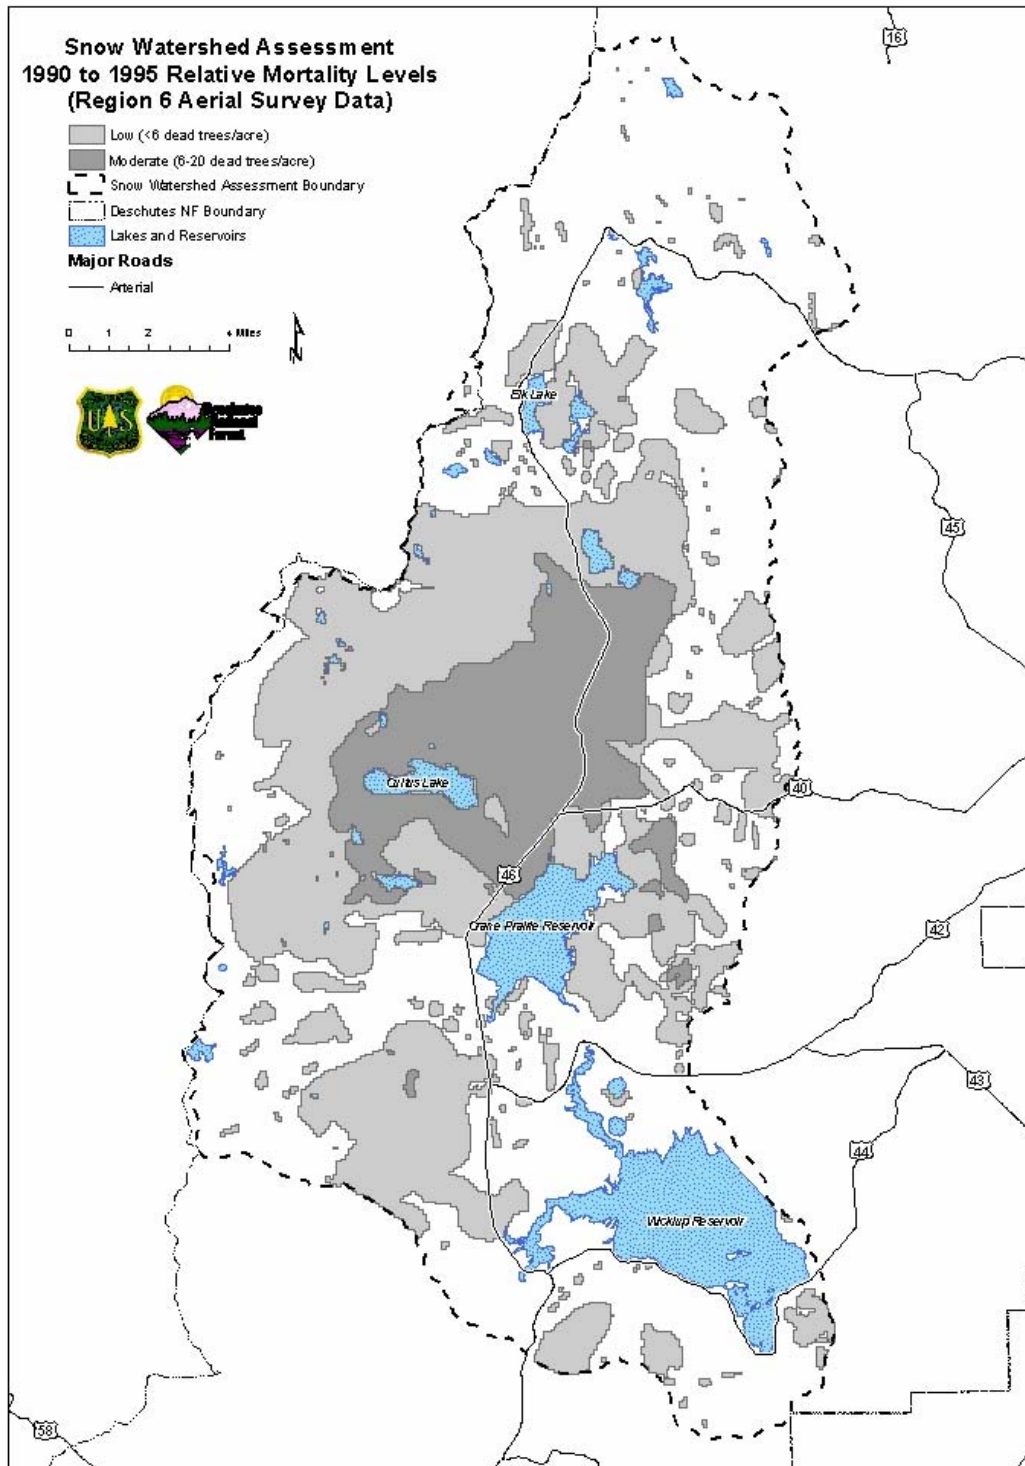 Snow Watershed Assessment
1990 to 1995 Relative Mortality Levels
(Region 6 Aerial Survey Data)
Low (<6 dead trees/acre)
Moderate (6-20 dead trees/acre)
Snow Watershed Assessment Boundary
Deschutes NF Boundary
Lakes and Reservoirs
Major Roads
Arterial
0 1 2 4 Miles
N
U S
Deschutes
National
Forest
16
Elk Lake
45
Cultus Lake
40
46
Crane Prairie Reservoir
42
43
44
Wickiup Reservoir
58